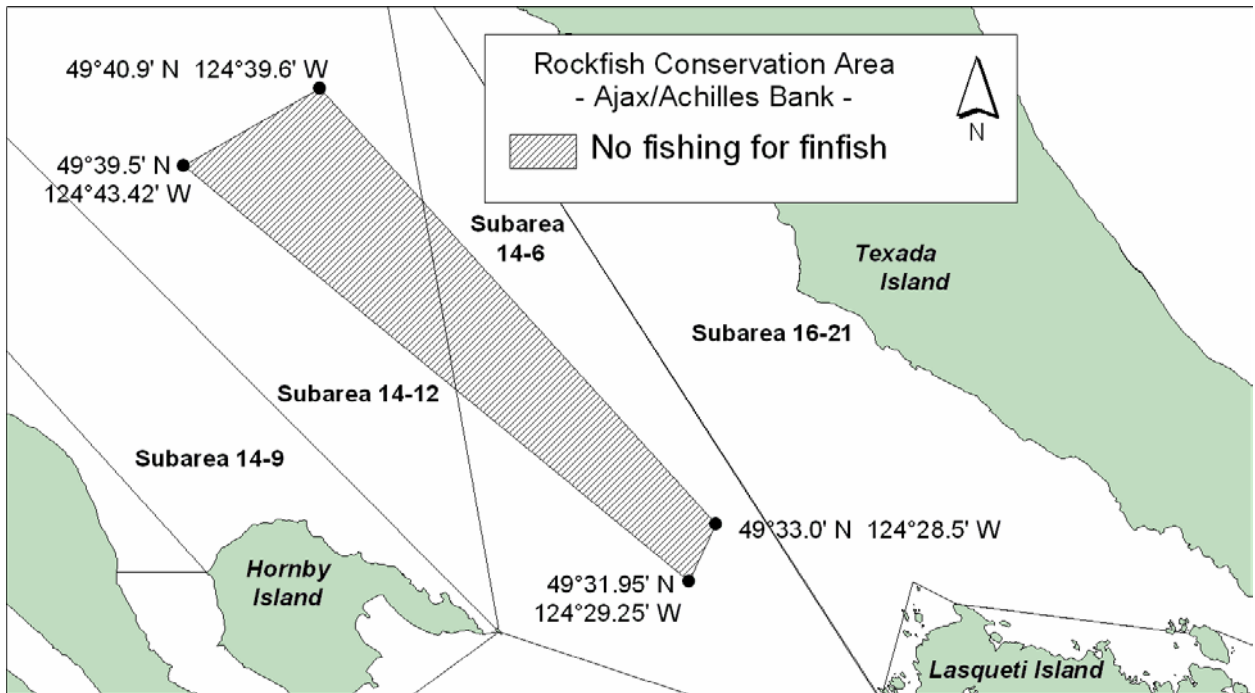 49°40.9' N 124°39.6' W
Rockfish Conservation Area
- Ajax/Achilles Bank -
No fishing for finfish
N
49°39.5' N
124°43.42' W
Subarea
14-6
Texada
Island
Subarea 16-21
Subarea 14-12
Subarea 14-9
49°33.0' N 124°28.5' W
Hornby
Island
49°31.95' N
124°29.25' W
Lasqueti Island